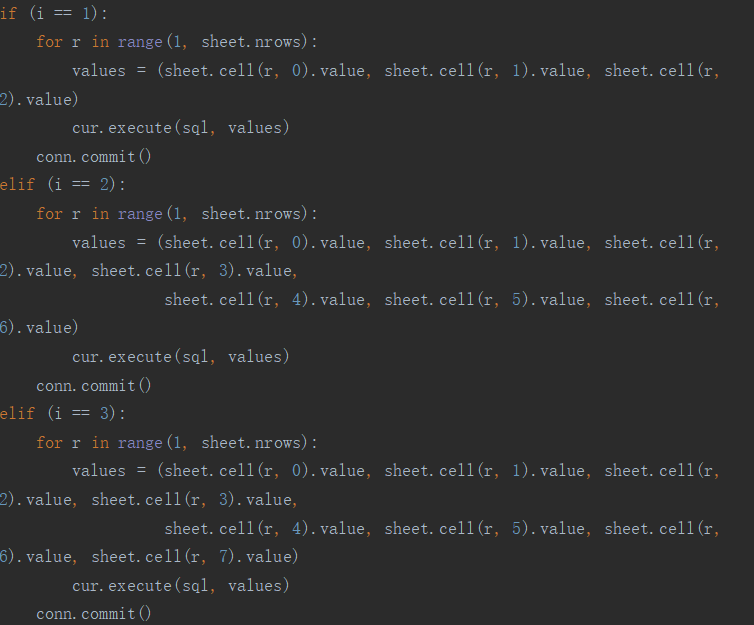 if (i == 1):
    for r in range(1, sheet.nrows):
        values = (sheet.cell(r, 0).value, sheet.cell(r, 1).value, sheet.cell(r,
2).value)
        cur.execute(sql, values)
    conn.commit()
elif (i == 2):
    for r in range(1, sheet.nrows):
        values = (sheet.cell(r, 0).value, sheet.cell(r, 1).value, sheet.cell(r,
2).value, sheet.cell(r, 3).value,
                  sheet.cell(r, 4).value, sheet.cell(r, 5).value, sheet.cell(r,
6).value)
        cur.execute(sql, values)
    conn.commit()
elif (i == 3):
    for r in range(1, sheet.nrows):
        values = (sheet.cell(r, 0).value, sheet.cell(r, 1).value, sheet.cell(r,
2).value, sheet.cell(r, 3).value,
                  sheet.cell(r, 4).value, sheet.cell(r, 5).value, sheet.cell(r,
6).value, sheet.cell(r, 7).value)
        cur.execute(sql, values)
    conn.commit()